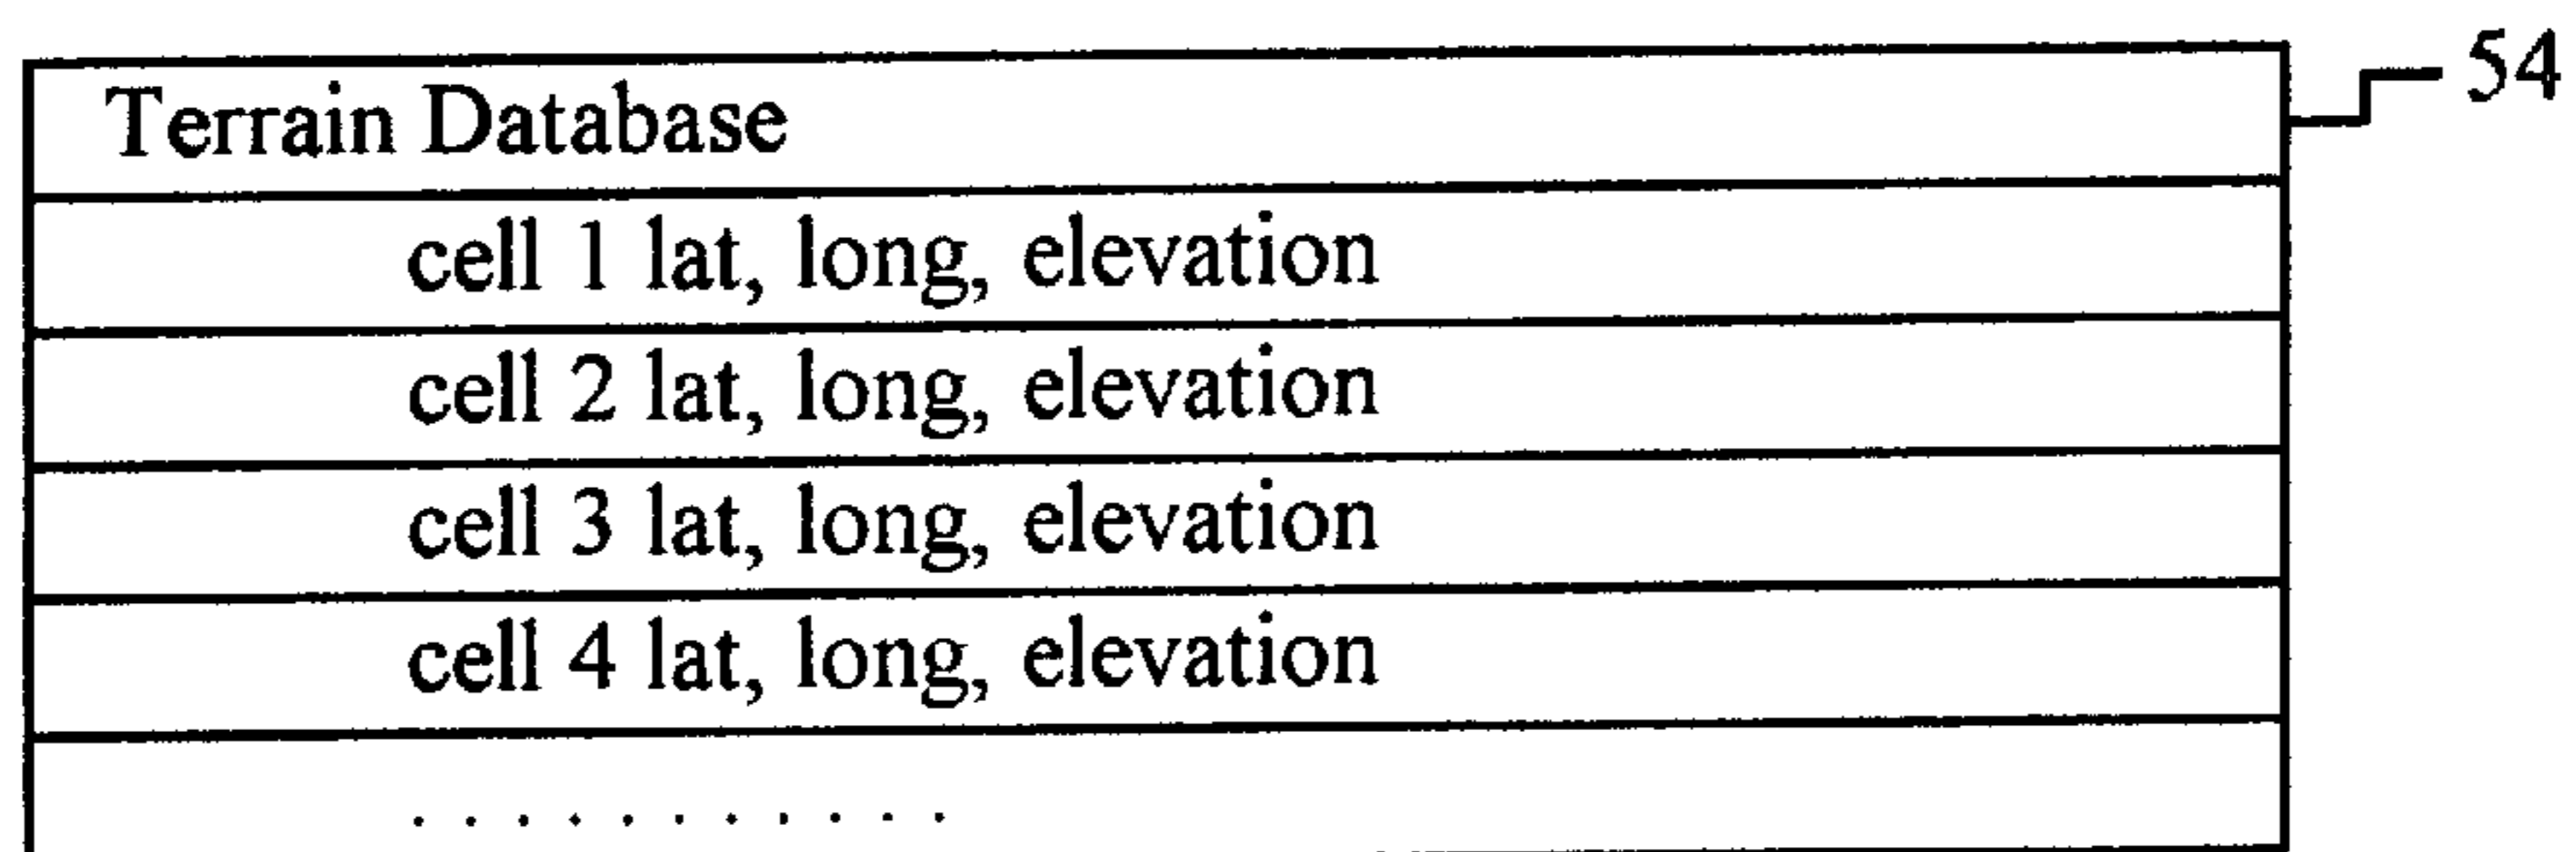 Terrain Database 54
cell 1 lat, long, elevation
cell 2 lat, long, elevation
cell 3 lat, long, elevation
cell 4 lat, long, elevation
. . . . . . . . . . .